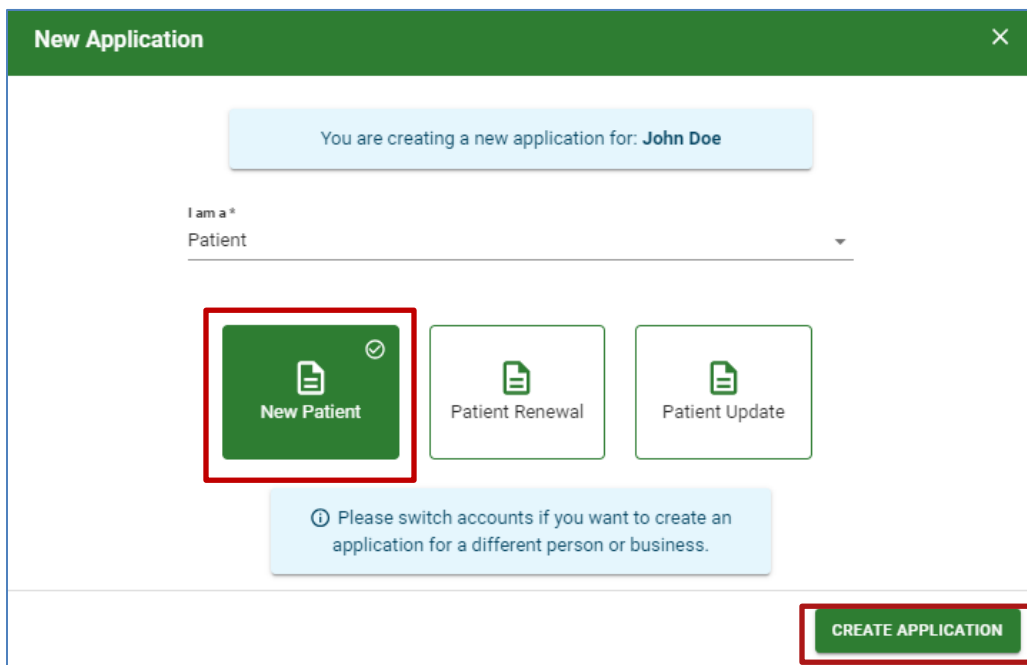 New Application
You are creating a new application for: John Doe
I am a *
Patient
New Patient
Patient Renewal
Patient Update
Please switch accounts if you want to create an
application for a different person or business.
CREATE APPLICATION